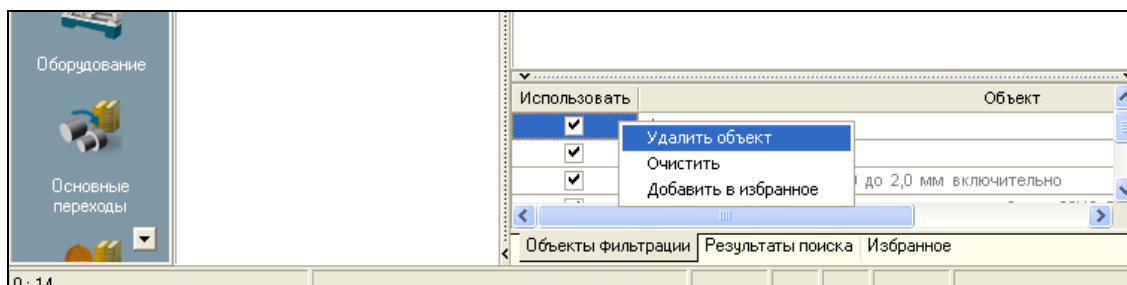 Оборудование
Основные
переходы
Использовать Объект
Удалить объект
Очистить
Добавить в избранное
до 2,0 мм включительно
Объекты фильтрации Результаты поиска Избранное